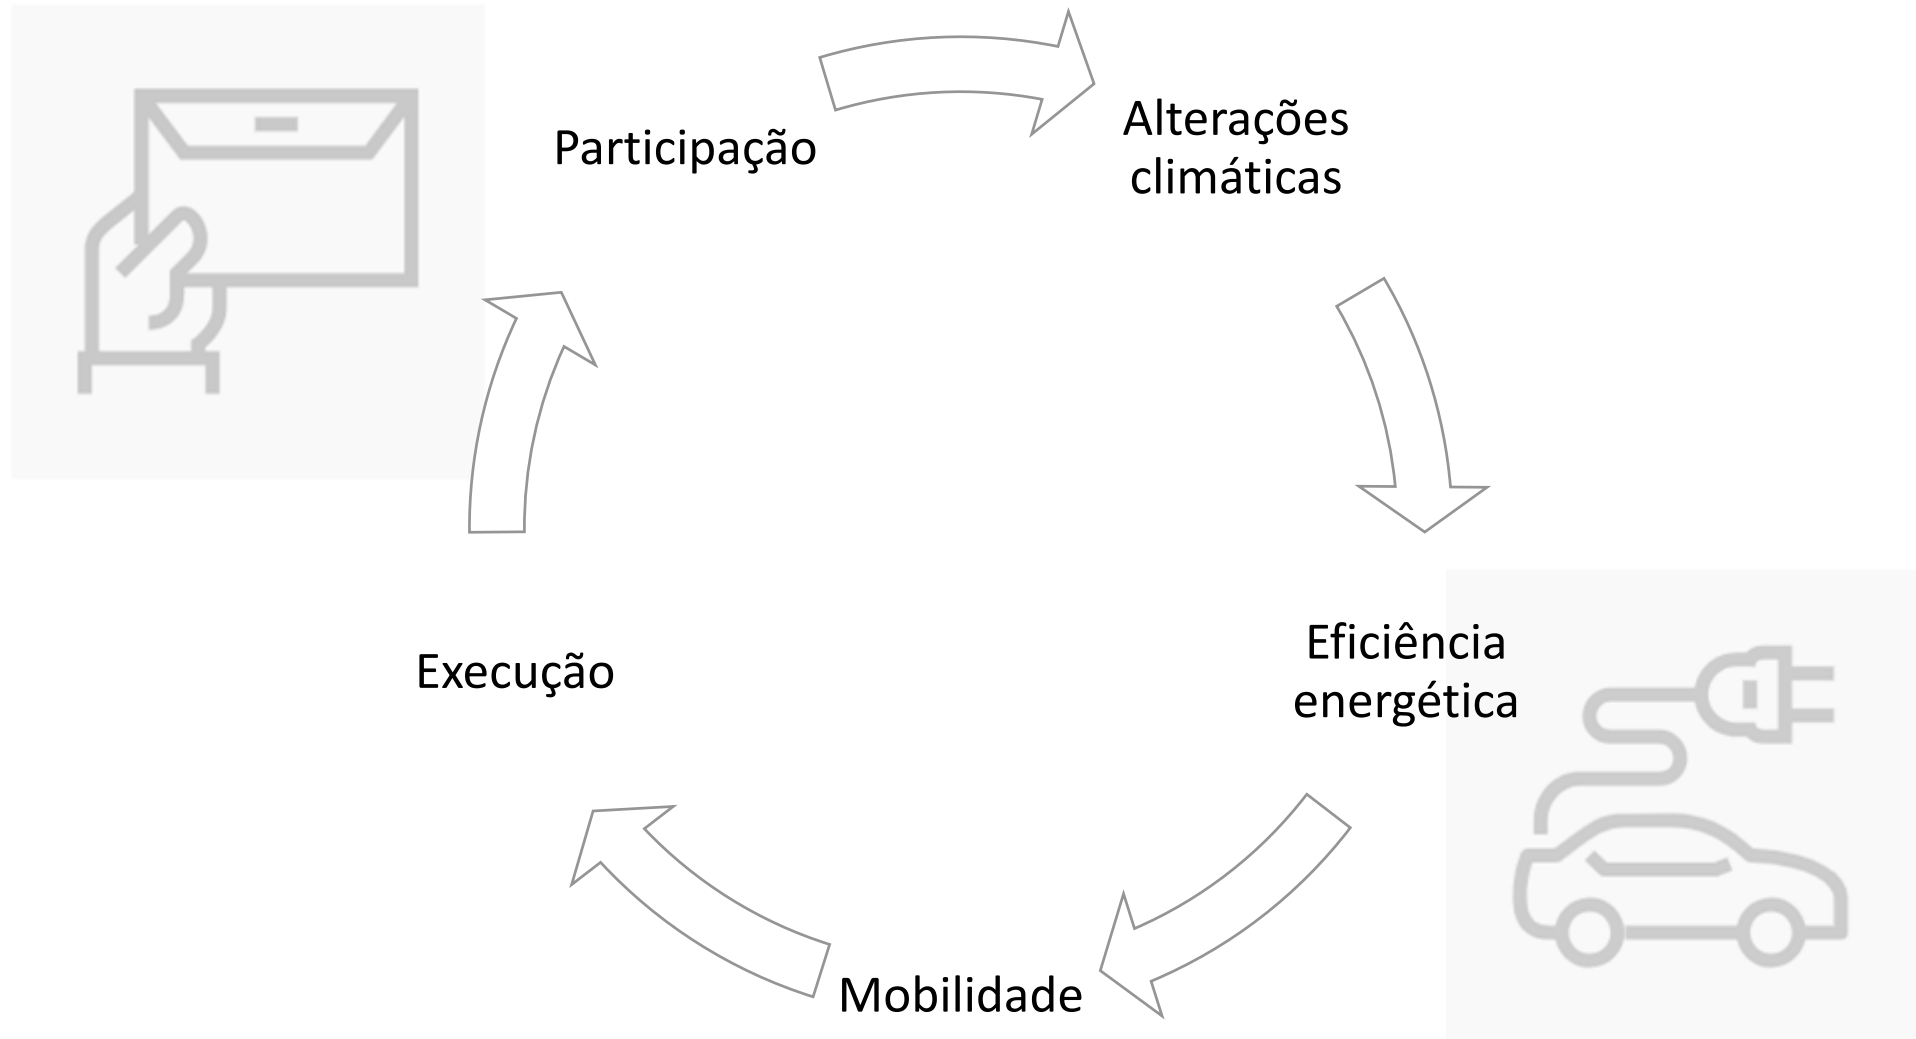 Participação
Alterações
climáticas
Eficiência
energética
Mobilidade
Execução